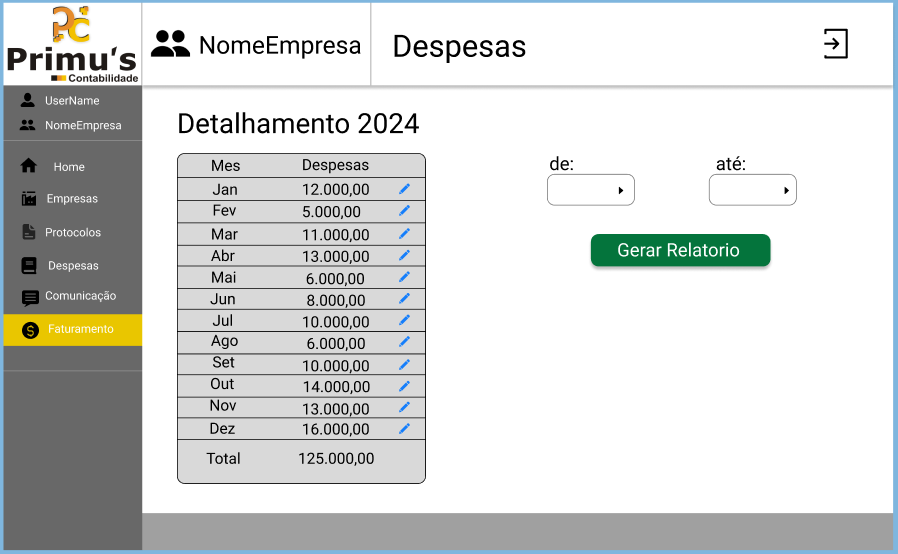 Primu's
Contabilidade
NomeEmpresa
Despesas
UserName
NomeEmpresa
Home
Empresas
Protocolos
Despesas
Comunicação
Faturamento
Detalhamento 2024
Mes Despesas
Jan 12.000,00
Fev 5.000,00
Mar 11.000,00
Abr 13.000,00
Mai 6.000,00
Jun 8.000,00
Jul 10.000,00
Ago 6.000,00
Set 10.000,00
Out 14.000,00
Nov 13.000,00
Dez 16.000,00
Total 125.000,00
de: até:
Gerar Relatorio